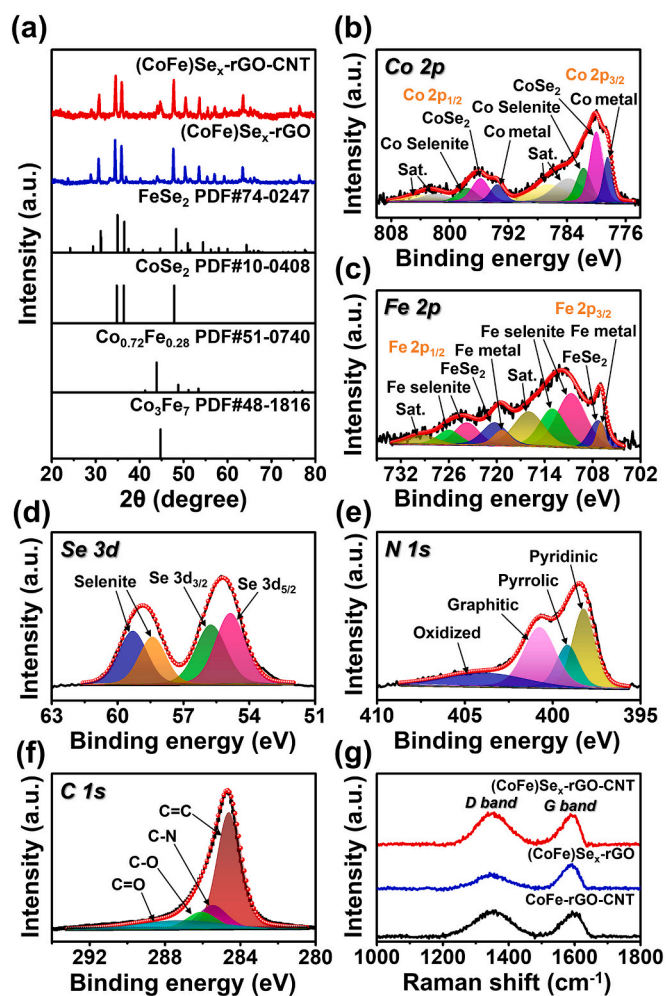 (a)
(CoFe)Seₓ-rGO-CNT
(CoFe)Seₓ-rGO
FeSe₂ PDF#74-0247
CoSe₂ PDF#10-0408
Co₀.₇₂Fe₀.₂₈ PDF#51-0740
Co₃Fe₇ PDF#48-1816
Intensity (a.u.)
20 30 40 50 60 70 80
2θ (degree)
(b)
Co 2p
Co 2p₃/₂
Co 2p₁/₂
CoSe₂
CoSe₂
Co Selenite
Co metal
Co Selenite
Co metal
Sat.
Sat.
Intensity (a.u.)
808 800 792 784 776
Binding energy (eV)
(c)
Fe 2p
Fe 2p₃/₂
Fe selenite
Fe metal
Fe 2p₁/₂
Fe metal
FeSe₂
Sat.
FeSe₂
Fe selenite
Sat.
Intensity (a.u.)
732 726 720 714 708 702
Binding energy (eV)
(d)
Se 3d
Selenite
Se 3d₃/₂
Se 3d₅/₂
Intensity (a.u.)
63 60 57 54 51
Binding energy (eV)
(e)
N 1s
Pyridinic
Pyrrolic
Graphitic
Oxidized
Intensity (a.u.)
410 405 400 395
Binding energy (eV)
(f)
C 1s
C=C
C-N
C-O
C=O
Intensity (a.u.)
292 288 284 280
Binding energy (eV)
(g)
(CoFe)Seₓ-rGO-CNT
D band
G band
(CoFe)Seₓ-rGO
CoFe-rGO-CNT
Intensity (a.u.)
1000 1200 1400 1600 1800
Raman shift (cm⁻¹)